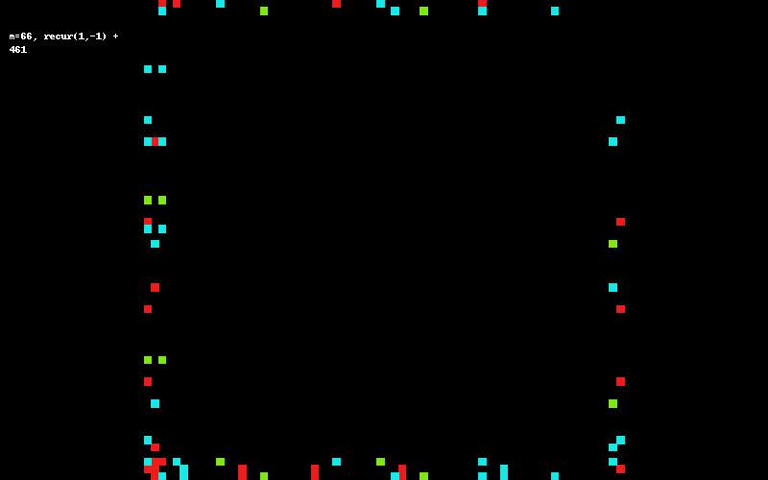 m=66, recur(1,-1) +
461